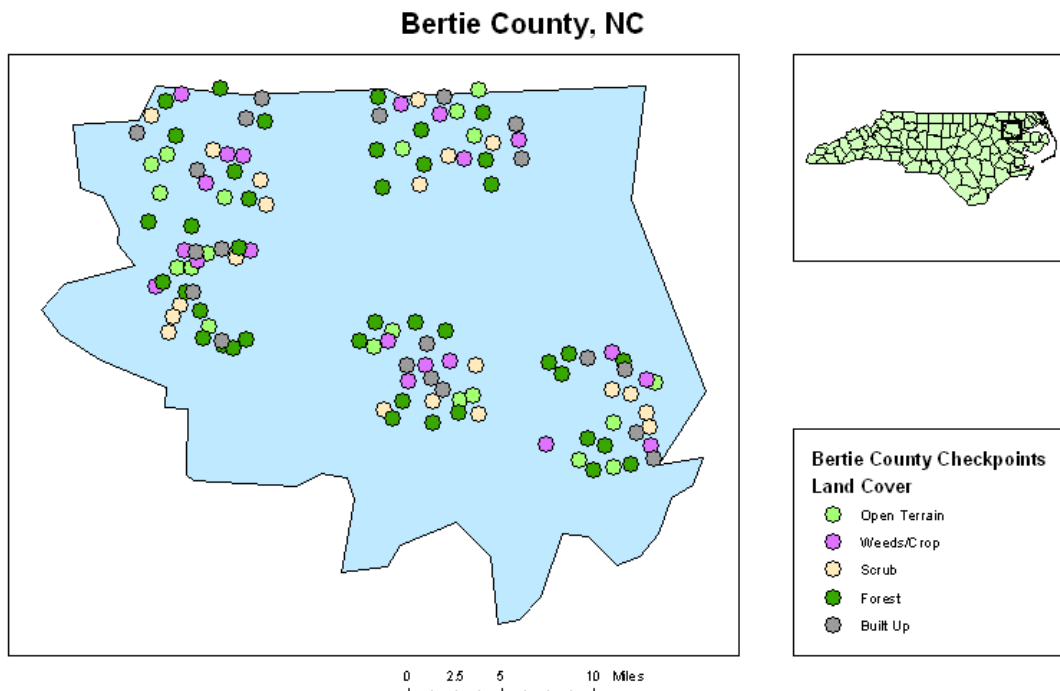 Bertie County, NC
Bertie County Checkpoints
Land Cover
Open Terrain
Weeds/Crop
Scrub
Forest
Built Up
0 2.5 5 10 Miles